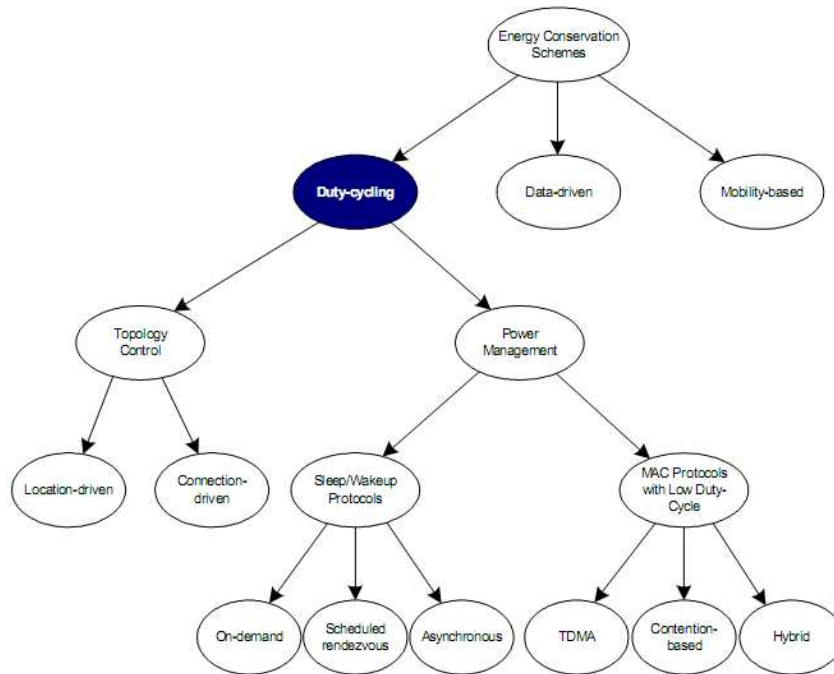 Energy Conservation
Schemes
Duty-cycling
Data-driven
Mobility-based
Topology
Control
Power
Management
Location-driven
Connection-
driven
Sleep/Wakeup
Protocols
MAC Protocols
with Low Duty-
Cycle
On-demand
Scheduled
rendezvous
Asynchronous
TDMA
Contention-
based
Hybrid